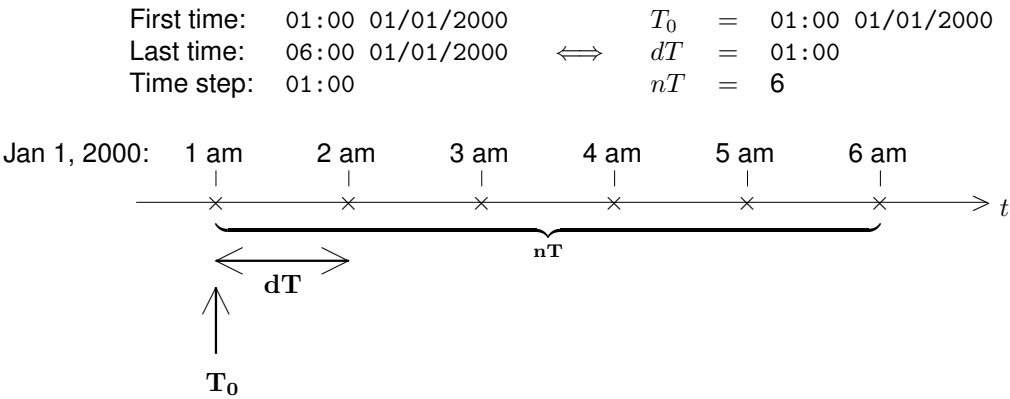 First time: 01:00 01/01/2000 T₀ = 01:00 01/01/2000
Last time: 06:00 01/01/2000 ⟺ dT = 01:00
Time step: 01:00 nT = 6
Jan 1, 2000: 1 am 2 am 3 am 4 am 5 am 6 am
t
nT
dT
T₀